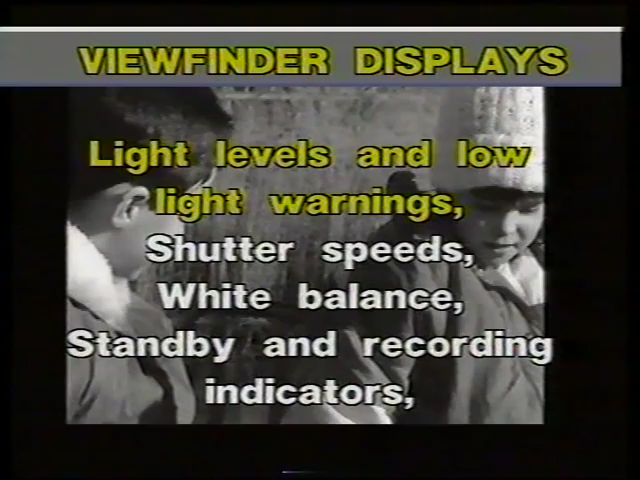 VIEWFINDER DISPLAYS
Light levels and low
light warnings,
Shutter speeds,
White balance,
Standby and recording
indicators,